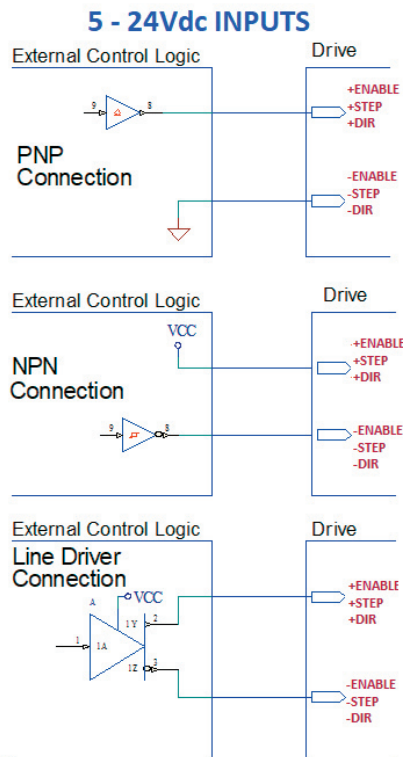 5 - 24Vdc INPUTS
External Control Logic
Drive
+ENABLE
9
8
+STEP
+DIR
PNP
Connection
-ENABLE
-STEP
-DIR
External Control Logic
Drive
VCC
+ENABLE
+STEP
+DIR
NPN
Connection
9
8
-ENABLE
-STEP
-DIR
External Control Logic
Drive
Line Driver
Connection
+ENABLE
A
VCC
+STEP
1Y
2
+DIR
1
1A
1Z
3
-ENABLE
-STEP
-DIR